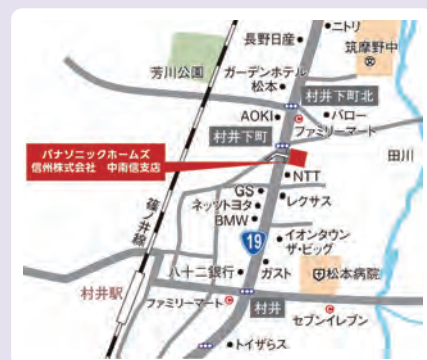 ニトリ
長野日産
筑摩野中
芳川公園
ガーデンホテル
松本
村井下町北
AOKI
バロー
ファミリーマート
村井下町
田川
パナソニックホームズ
信州株式会社 中南信支店
NTT
GS
レクサス
ネッツトヨタ
BMW
篠ノ井線
19
イオンタウン
ザ・ビッグ
八十二銀行
ガスト
松本病院
村井駅
ファミリーマート
村井
セブンイレブン
トイザらス